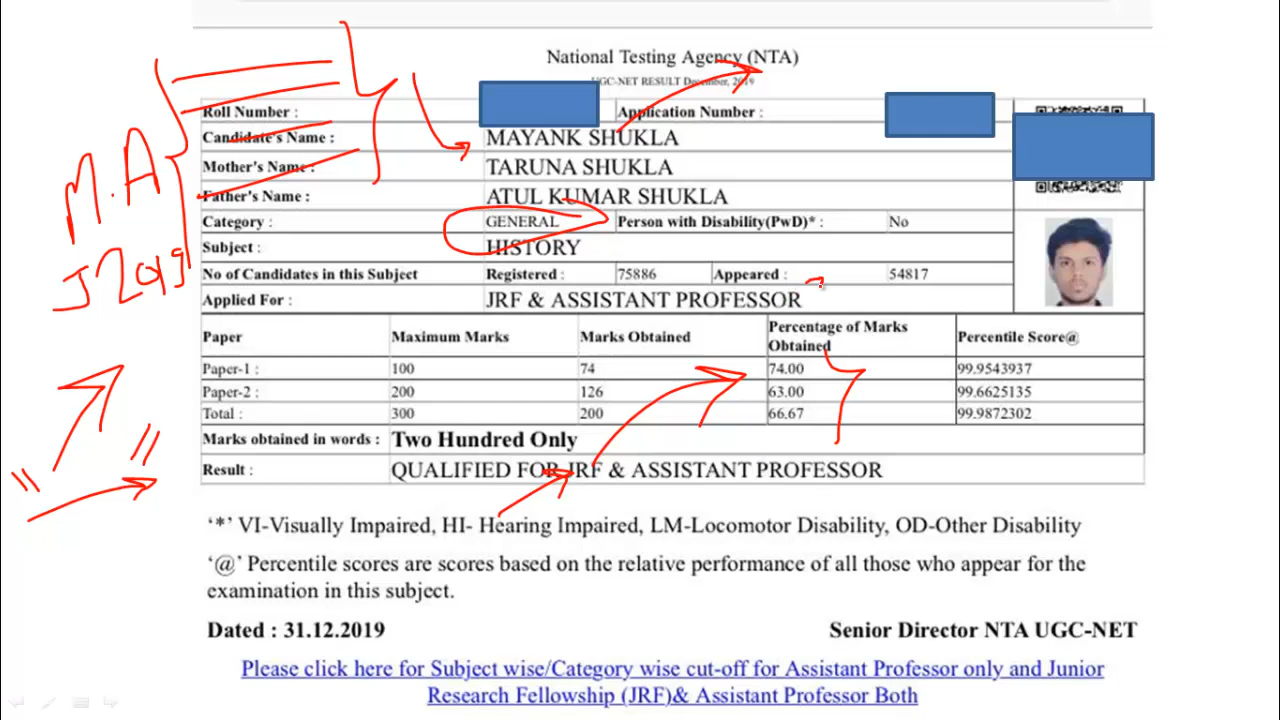 National Testing Agency (NTA)
UGC-NET RESULT December, 2019
Roll Number : Application Number :
Candidate's Name : MAYANK SHUKLA
Mother's Name : TARUNA SHUKLA
Father's Name : ATUL KUMAR SHUKLA
Category : GENERAL Person with Disability(PwD)* : No
Subject : HISTORY
No of Candidates in this Subject Registered : 75886 Appeared : 54817
Applied For : JRF & ASSISTANT PROFESSOR
Paper Maximum Marks Marks Obtained Percentage of Marks Obtained Percentile Score@
Paper-1 : 100 74 74.00 99.9543937
Paper-2 : 200 126 63.00 99.6625135
Total : 300 200 66.67 99.9872302
Marks obtained in words : Two Hundred Only
Result : QUALIFIED FOR JRF & ASSISTANT PROFESSOR
'*' VI-Visually Impaired, HI- Hearing Impaired, LM-Locomotor Disability, OD-Other Disability
'@' Percentile scores are scores based on the relative performance of all those who appear for the
examination in this subject.
Dated : 31.12.2019 Senior Director NTA UGC-NET
Please click here for Subject wise/Category wise cut-off for Assistant Professor only and Junior
Research Fellowship (JRF)& Assistant Professor Both
M.A